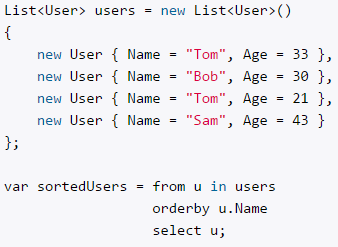 List<User> users = new List<User>()
{
    new User { Name = "Tom", Age = 33 },
    new User { Name = "Bob", Age = 30 },
    new User { Name = "Tom", Age = 21 },
    new User { Name = "Sam", Age = 43 }
};

var sortedUsers = from u in users
                  orderby u.Name
                  select u;